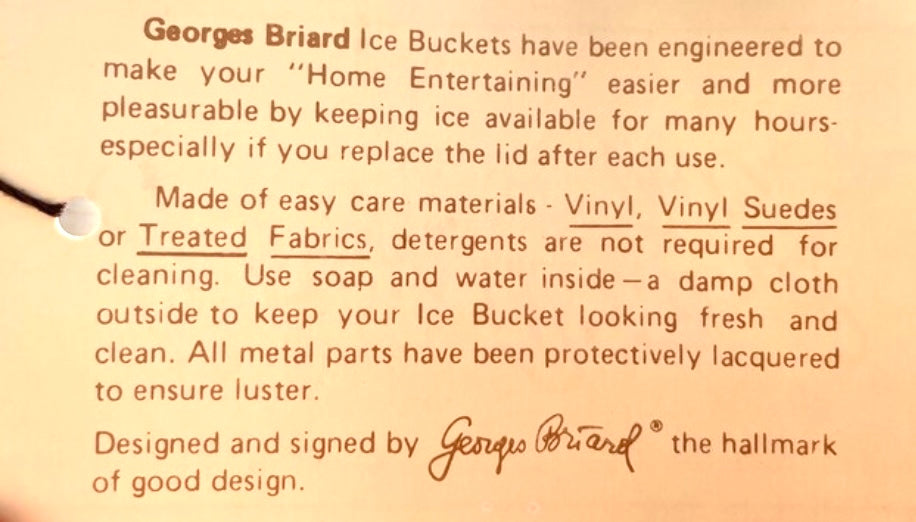 Georges Briard Ice Buckets have been engineered to
make your "Home Entertaining" easier and more
pleasurable by keeping ice available for many hours-
especially if you replace the lid after each use.
Made of easy care materials - Vinyl, Vinyl Suedes
or Treated Fabrics, detergents are not required for
cleaning. Use soap and water inside — a damp cloth
outside to keep your Ice Bucket looking fresh and
clean. All metal parts have been protectively lacquered
to ensure luster.
Designed and signed by Georges Briard® the hallmark
of good design.